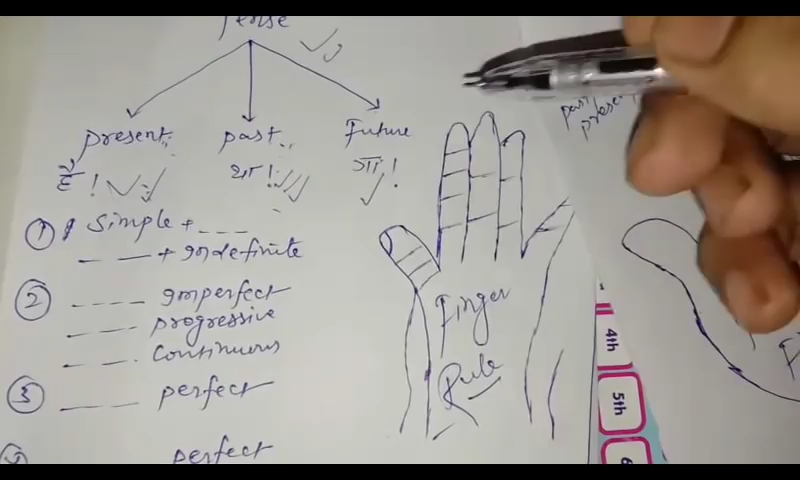 Tense
present past Future
है! था! गा!
① Simple + _ _ _
_ _ _ + Indefinite
② _ _ _ _ Imperfect
_ _ _ _ progressive
_ _ _ _ Continuous
③ _ _ _ _ perfect
perfect
Finger
Rule
past/
present
4th
5th
6